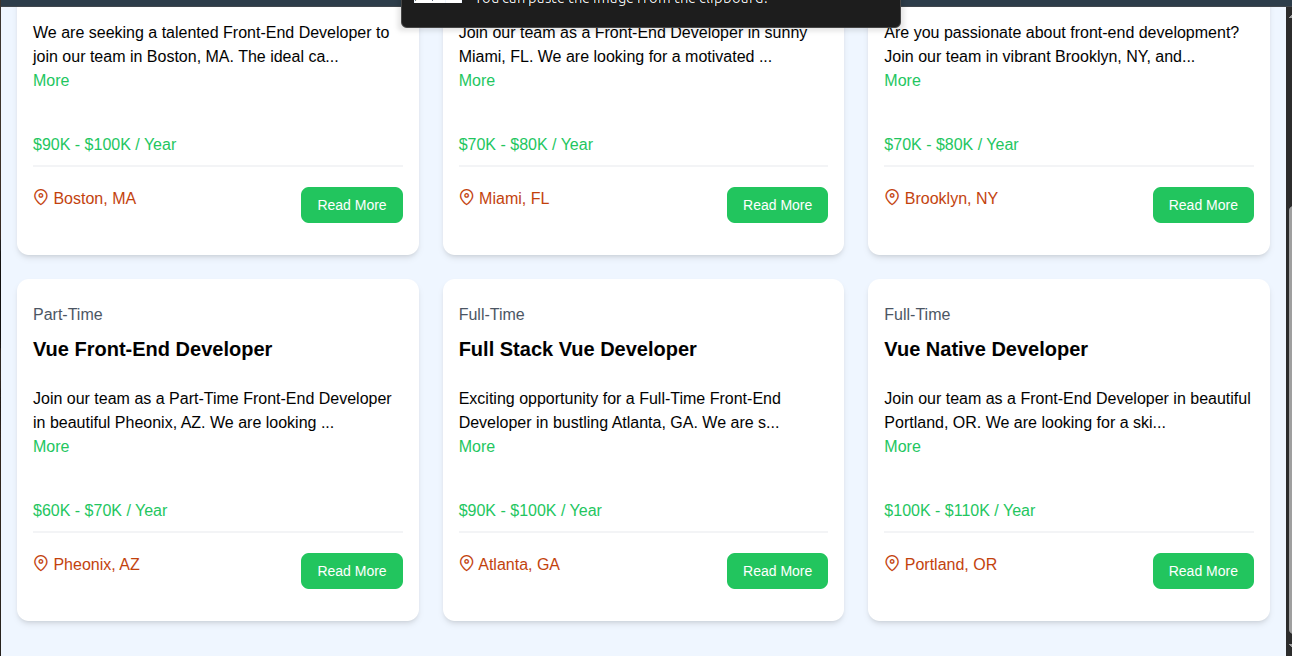 You can paste the image from the clipboard.
We are seeking a talented Front-End Developer to
join our team in Boston, MA. The ideal ca...
More
$90K - $100K / Year
Boston, MA
Read More
Join our team as a Front-End Developer in sunny
Miami, FL. We are looking for a motivated ...
More
$70K - $80K / Year
Miami, FL
Read More
Are you passionate about front-end development?
Join our team in vibrant Brooklyn, NY, and...
More
$70K - $80K / Year
Brooklyn, NY
Read More
Part-Time
Vue Front-End Developer
Join our team as a Part-Time Front-End Developer
in beautiful Pheonix, AZ. We are looking ...
More
$60K - $70K / Year
Pheonix, AZ
Read More
Full-Time
Full Stack Vue Developer
Exciting opportunity for a Full-Time Front-End
Developer in bustling Atlanta, GA. We are s...
More
$90K - $100K / Year
Atlanta, GA
Read More
Full-Time
Vue Native Developer
Join our team as a Front-End Developer in beautiful
Portland, OR. We are looking for a ski...
More
$100K - $110K / Year
Portland, OR
Read More